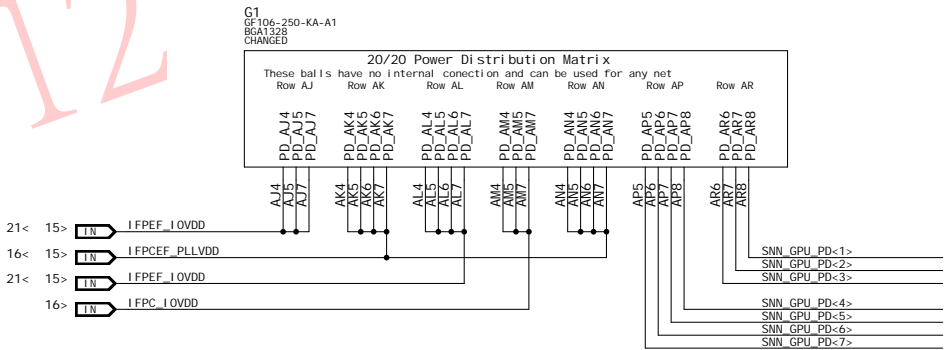 12
G1
GF106-250-KA-A1
BGA1328
CHANGED
20/20 Power Distribution Matrix
These balls have no internal conection and can be used for any net
Row AJ Row AK Row AL Row AM Row AN Row AP Row AR
PD_AJ4 PD_AJ5 PD_AJ7 PD_AK4 PD_AK5 PD_AK6 PD_AK7 PD_AL4 PD_AL5 PD_AL6 PD_AL7 PD_AM4 PD_AM5 PD_AM7 PD_AN4 PD_AN5 PD_AN6 PD_AN7 PD_AP5 PD_AP6 PD_AP7 PD_AP8 PD_AR6 PD_AR7 PD_AR8
AJ4 AJ5 AJ7 AK4 AK5 AK6 AK7 AL4 AL5 AL6 AL7 AM4 AM5 AM7 AN4 AN5 AN6 AN7 AP5 AP6 AP7 AP8 AR6 AR7 AR8
21< 15> IN IFPEF_IOVDD
16< 15> IN IFPCEF_PLLVDD
SNN_GPU_PD<1>
SNN_GPU_PD<2>
21< 15> IN IFPEF_IOVDD SNN_GPU_PD<3>
16> IN IFPC_IOVDD SNN_GPU_PD<4>
SNN_GPU_PD<5>
SNN_GPU_PD<6>
SNN_GPU_PD<7>